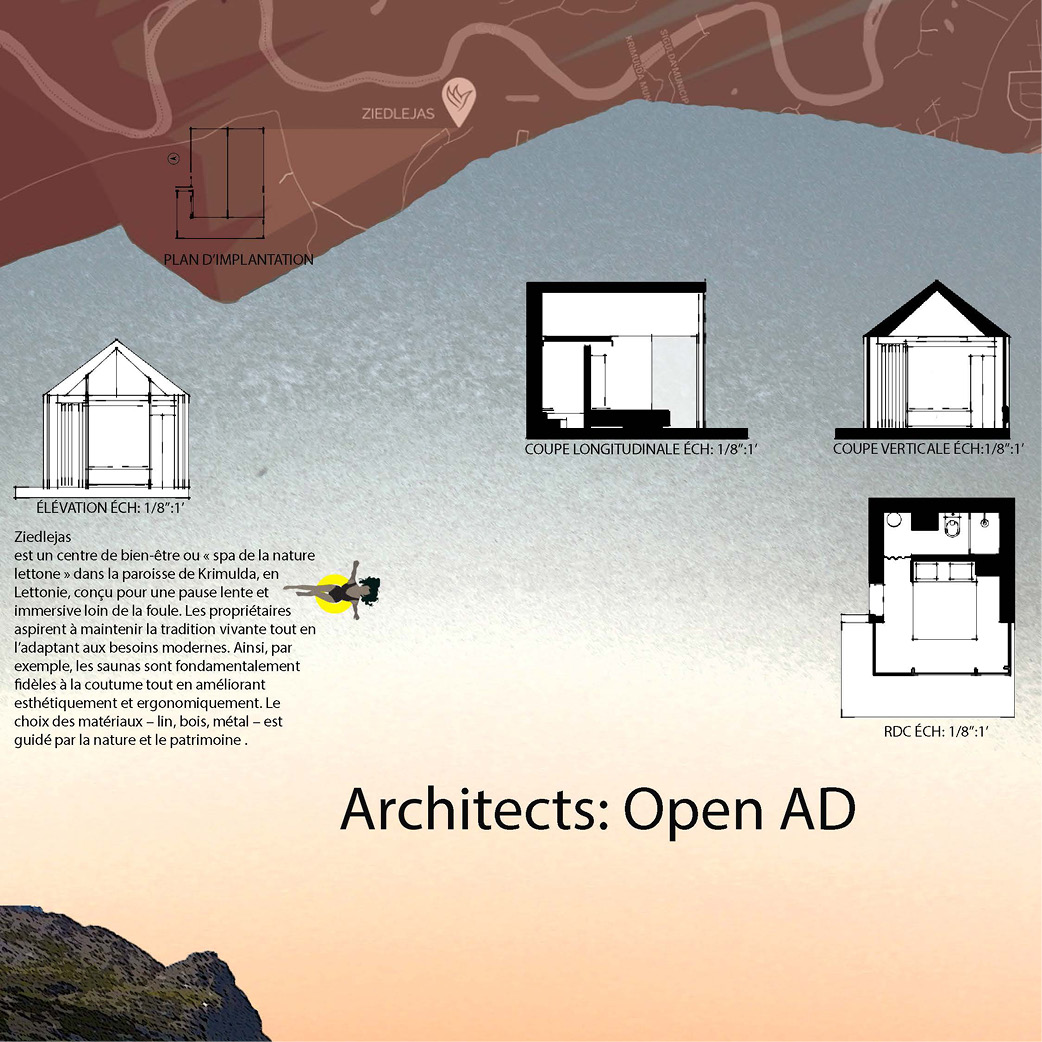 ZIEDLEJAS
KRIMULDA MUN
SIGULDA MUNICIP
PLAN D'IMPLANTATION
COUPE LONGITUDINALE ÉCH: 1/8":1'
COUPE VERTICALE ÉCH:1/8":1'
ÉLÉVATION ÉCH: 1/8":1'
Ziedlejas
est un centre de bien-être ou « spa de la nature
lettone » dans la paroisse de Krimulda, en
Lettonie, conçu pour une pause lente et
immersive loin de la foule. Les propriétaires
aspirent à maintenir la tradition vivante tout en
l'adaptant aux besoins modernes. Ainsi, par
exemple, les saunas sont fondamentalement
fidèles à la coutume tout en améliorant
esthétiquement et ergonomiquement. Le
choix des matériaux – lin, bois, métal – est
guidé par la nature et le patrimoine .
RDC ÉCH: 1/8":1'
Architects: Open AD